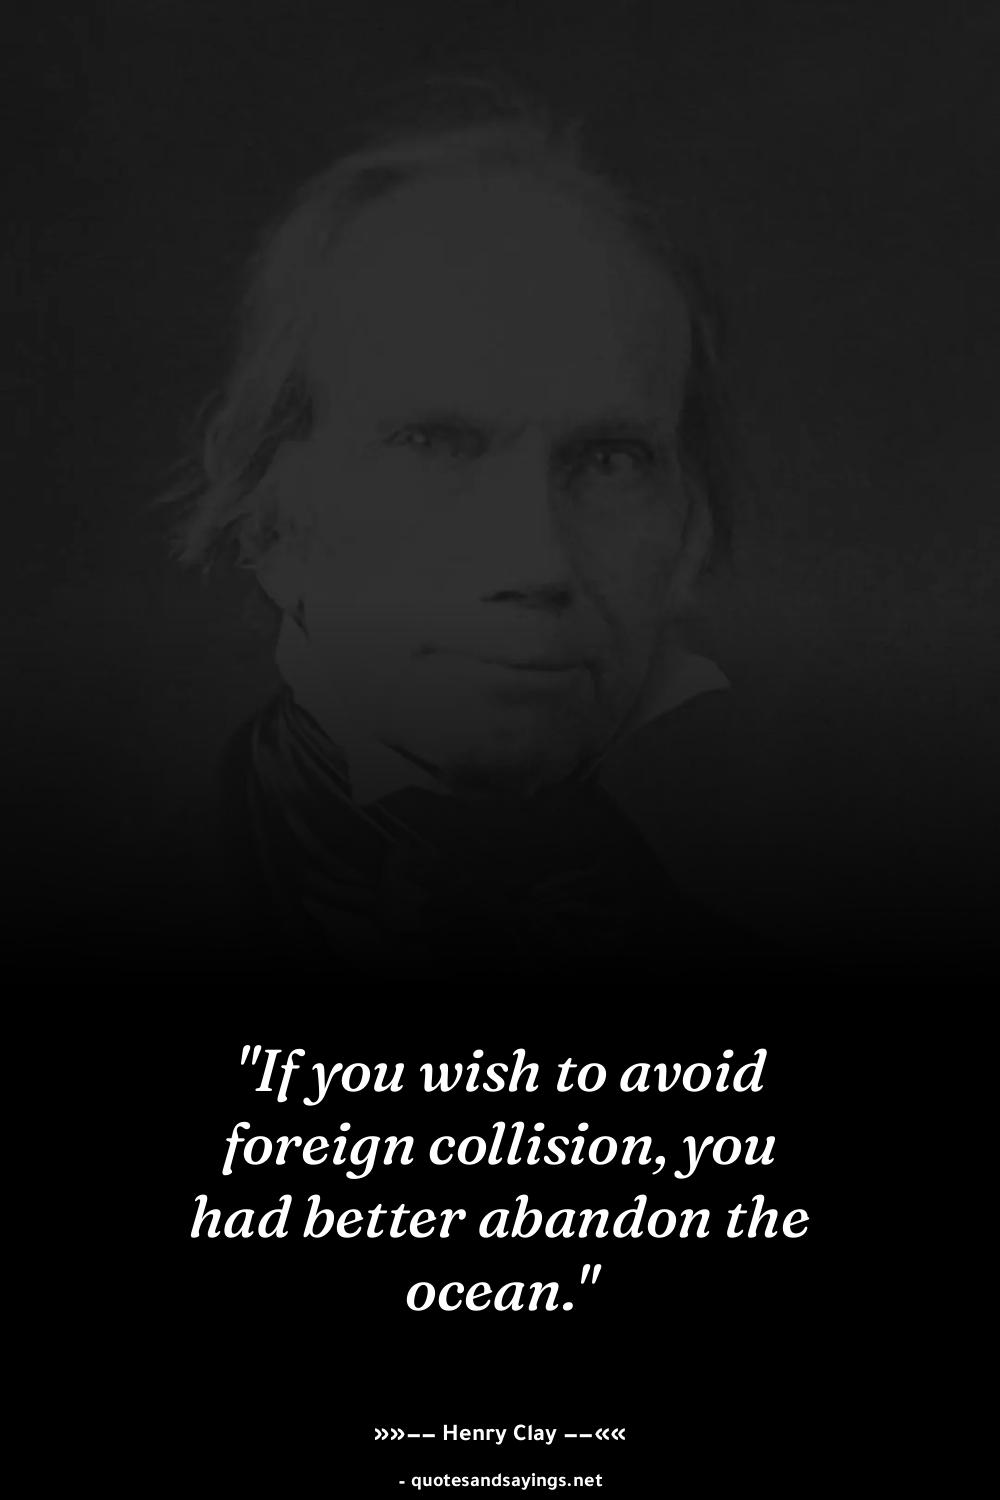 "If you wish to avoid
foreign collision, you
had better abandon the
ocean."
»»—— Henry Clay ——««
- quotesandsayings.net